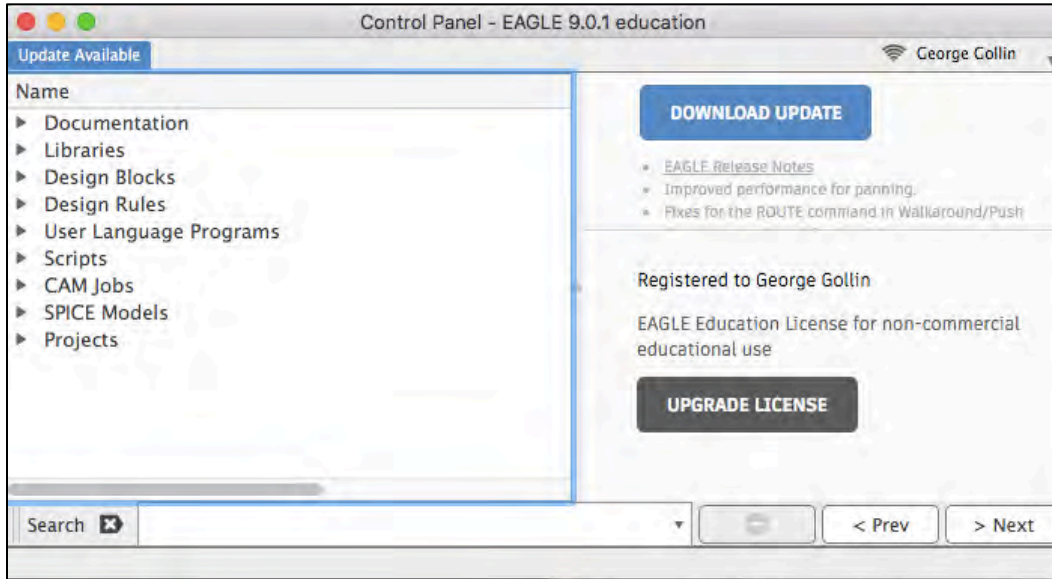 Control Panel - EAGLE 9.0.1 education
Update Available
George Gollin
Name
Documentation
Libraries
Design Blocks
Design Rules
User Language Programs
Scripts
CAM Jobs
SPICE Models
Projects
DOWNLOAD UPDATE
EAGLE Release Notes
Improved performance for panning.
Fixes for the ROUTE command in Walkaround/Push
Registered to George Gollin
EAGLE Education License for non-commercial
educational use
UPGRADE LICENSE
Search
< Prev
> Next